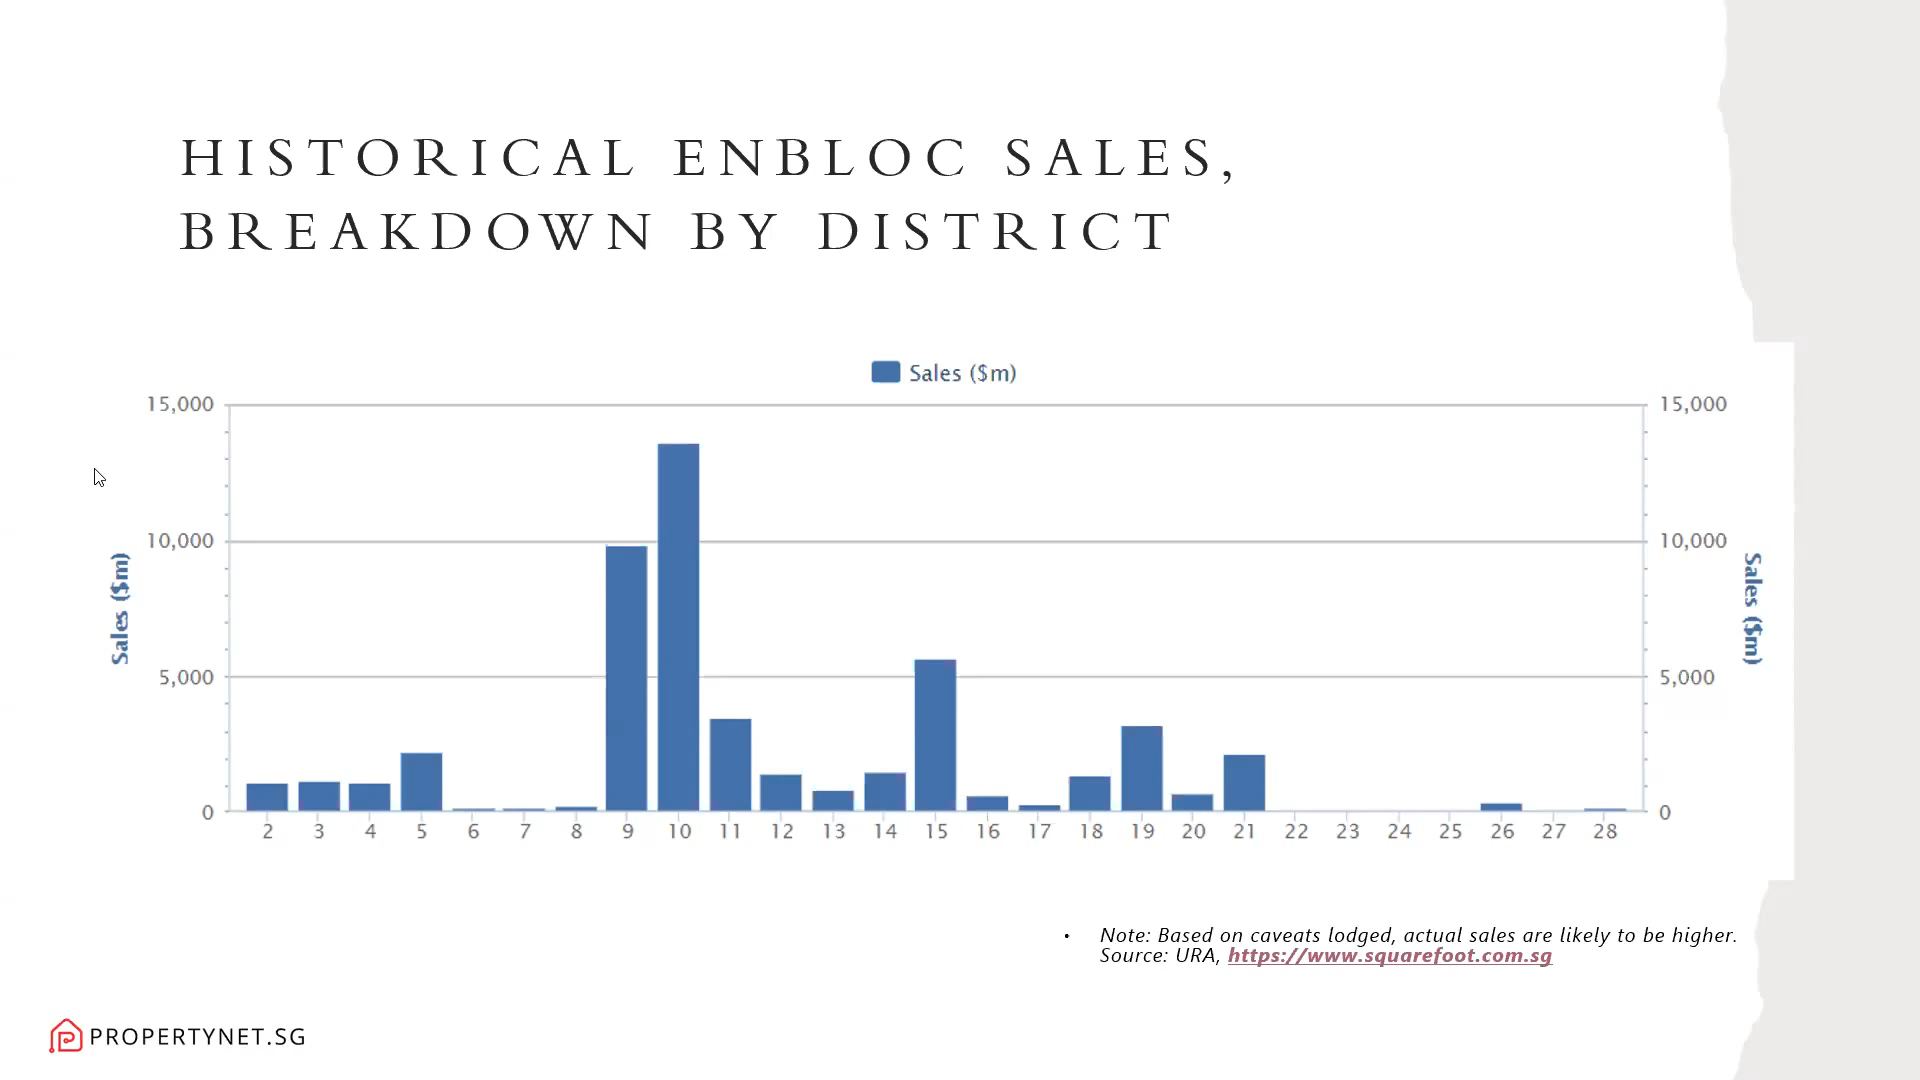 HISTORICAL ENBLOC SALES,
BREAKDOWN BY DISTRICT
Sales ($m)
15,000
10,000
5,000
0
Sales ($m)
15,000
10,000
5,000
0
Sales ($m)
2 3 4 5 6 7 8 9 10 11 12 13 14 15 16 17 18 19 20 21 22 23 24 25 26 27 28
• Note: Based on caveats lodged, actual sales are likely to be higher.
Source: URA, https://www.squarefoot.com.sg
PROPERTYNET.SG